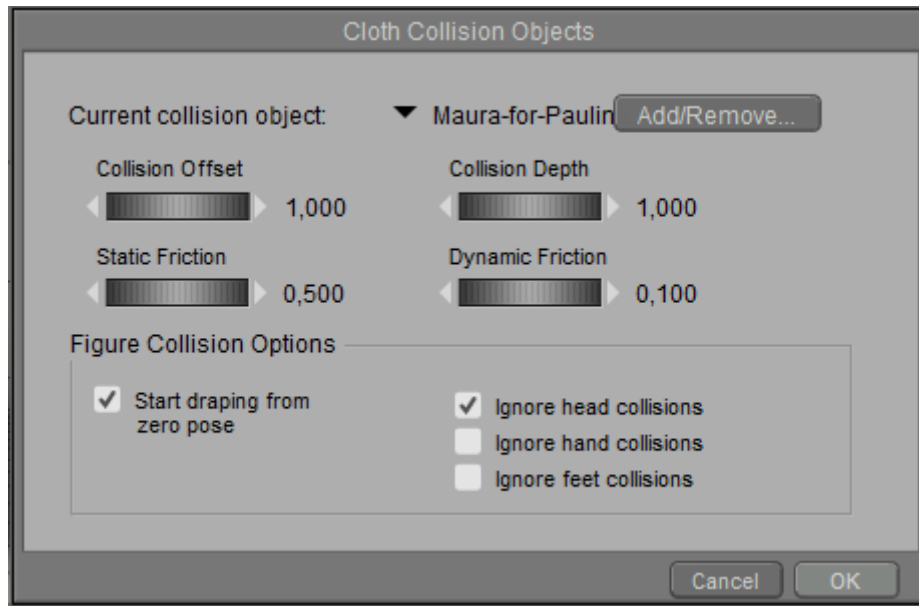 Cloth Collision Objects
Current collision object: Maura-for-Paulin Add/Remove...
Collision Offset Collision Depth
1,000 1,000
Static Friction Dynamic Friction
0,500 0,100
Figure Collision Options
Start draping from
zero pose
Ignore head collisions
Ignore hand collisions
Ignore feet collisions
Cancel OK